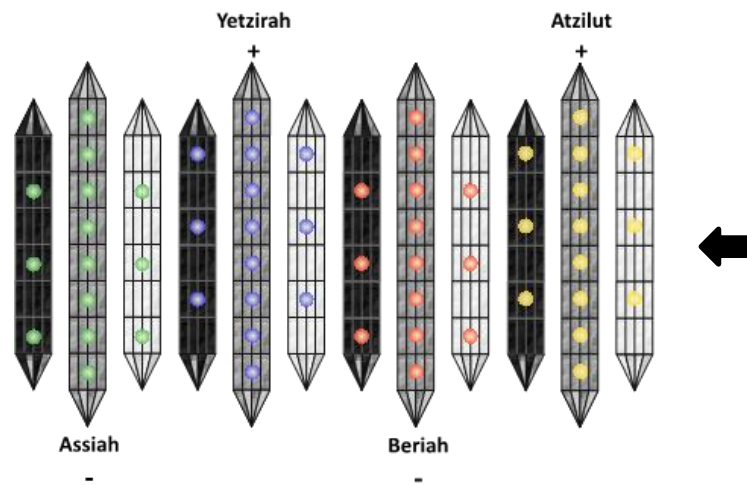 Yetzirah
+
Atzilut
+
Assiah
-
Beriah
-